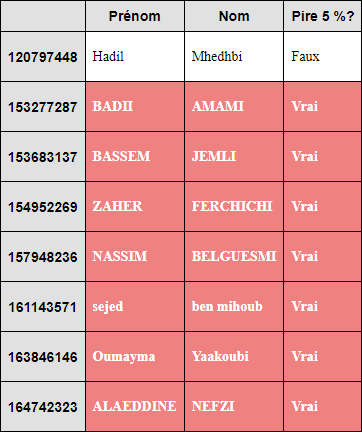 Prénom Nom Pire 5 %?
120797448 Hadil Mhedhbi Faux
153277287 BADII AMAMI Vrai
153683137 BASSEM JEMLI Vrai
154952269 ZAHER FERCHICHI Vrai
157948236 NASSIM BELGUESMI Vrai
161143571 sejed ben mihoub Vrai
163846146 Oumayma Yaakoubi Vrai
164742323 ALAEDDINE NEFZI Vrai